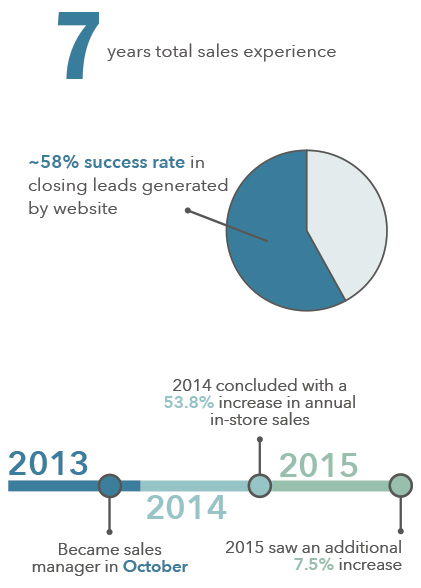 7 years total sales experience
~58% success rate in
closing leads generated
by website
2014 concluded with a
53.8% increase in annual
in-store sales
2013
2015
2014
Became sales
manager in October
2015 saw an additional
7.5% increase